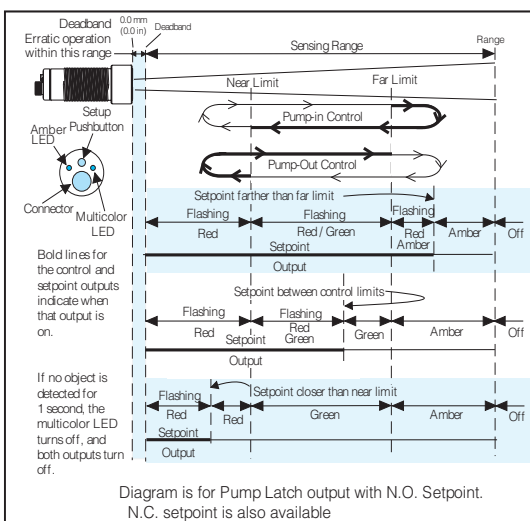 Deadband
Erratic operation
within this range
0.0 mm
(0.0 in)
Deadband
Sensing Range
Range
Near Limit
Far Limit
Setup
Pushbutton
Amber
LED
Connector
Multicolor
LED
Pump-in Control
Pump-Out Control
Setpoint farther than far limit
Flashing
Red
Flashing
Red / Green
Flashing
Red
Amber
Amber
Off
Setpoint
Output
Bold lines for
the control and
setpoint outputs
indicate when
that output is
on.
Setpoint between control limits
Flashing
Red
Flashing
Red
Green
Green
Amber
Off
Setpoint
Output
If no object is
detected for
1 second, the
multicolor LED
turns off, and
both outputs turn
off.
Setpoint closer than near limit
Flashing
Red
Red
Green
Amber
Off
Setpoint
Output
Diagram is for Pump Latch output with N.O. Setpoint.
N.C. setpoint is also available